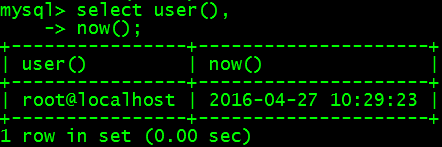 mysql> select user(),
    -> now();
+----------------+---------------------+
| user()         | now()               |
+----------------+---------------------+
| root@localhost | 2016-04-27 10:29:23 |
+----------------+---------------------+
1 row in set (0.00 sec)